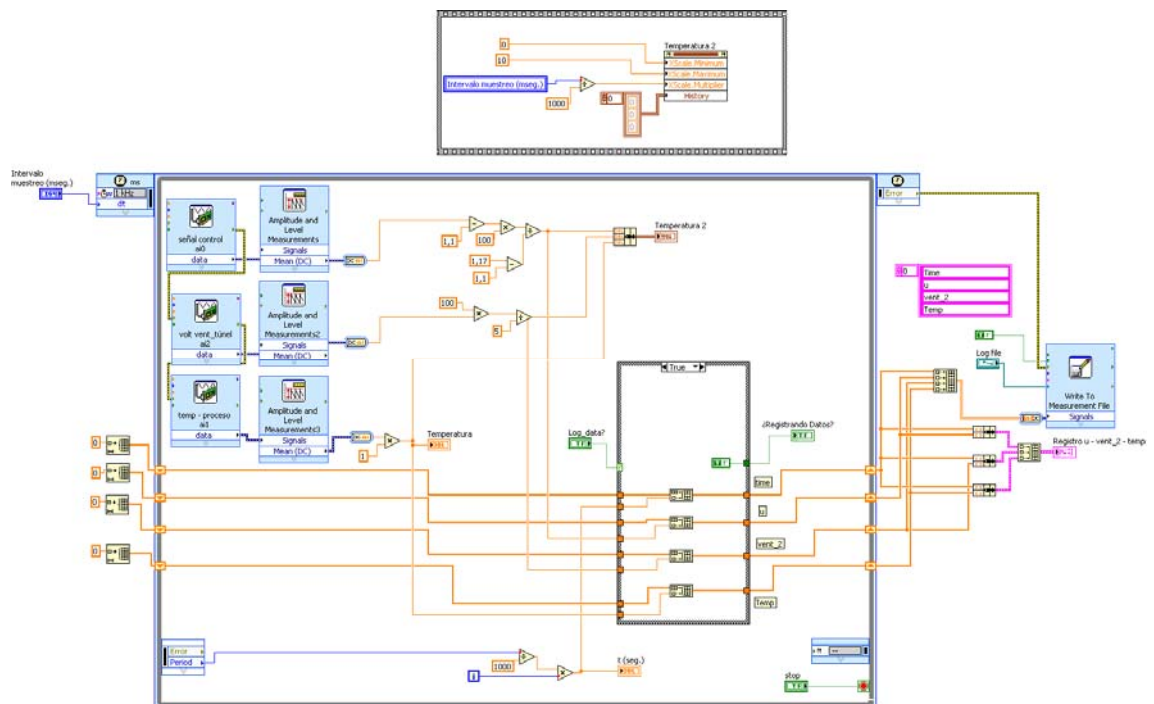 Temperatura 2
0
10
XScale.Minimum
XScale.Maximum
XScale.Multiplier
History
Intervalo muestreo (mseg.)
1000
0
Intervalo
muestreo (mseg.)
ms
1 kHz
dt
Error
señal control
ai0
data
Amplitude and
Level
Measurements
Signals
Mean (DC)
1,1
100
1,17
1,1
Temperatura 2
volt vent_túnel
ai2
data
Amplitude and
Level
Measurements2
Signals
Mean (DC)
100
5
temp - proceso
ai1
data
Amplitude and
Level
Measurements3
Signals
Mean (DC)
1
Temperatura
True
Log_data?
¿Registrando Datos?
time
u
vent_2
Temp
0
0
0
0
0
Time
u
vent_2
Temp
Log file
Write To
Measurement File
Signals
Registro u - vent_2 - temp
Error
Period
1000
i
t (seg.)
stop